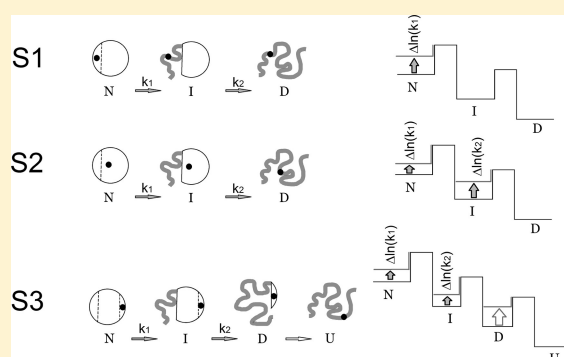 S1
N k1 I k2 D
Δln(k1)
N
I
D
S2
N k1 I k2 D
Δln(k1)
Δln(k2)
N
I
D
S3
N k1 I k2 D U
Δln(k1)
Δln(k2)
N
I
D
U